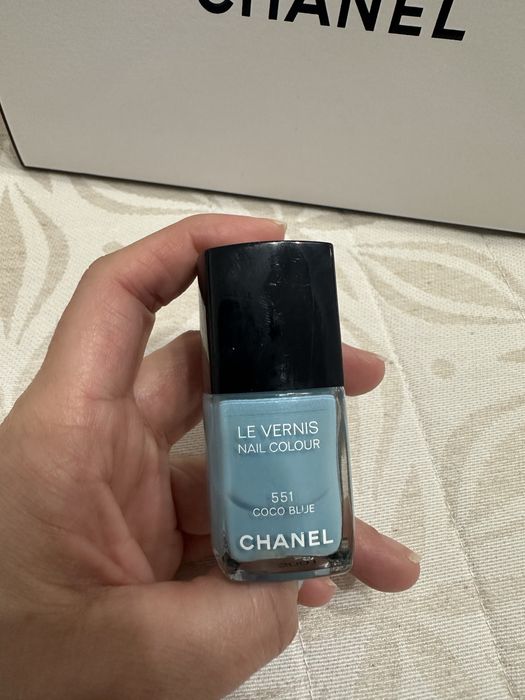 CHANEL
LE VERNIS
NAIL COLOUR
551
COCO BLUE
CHANEL